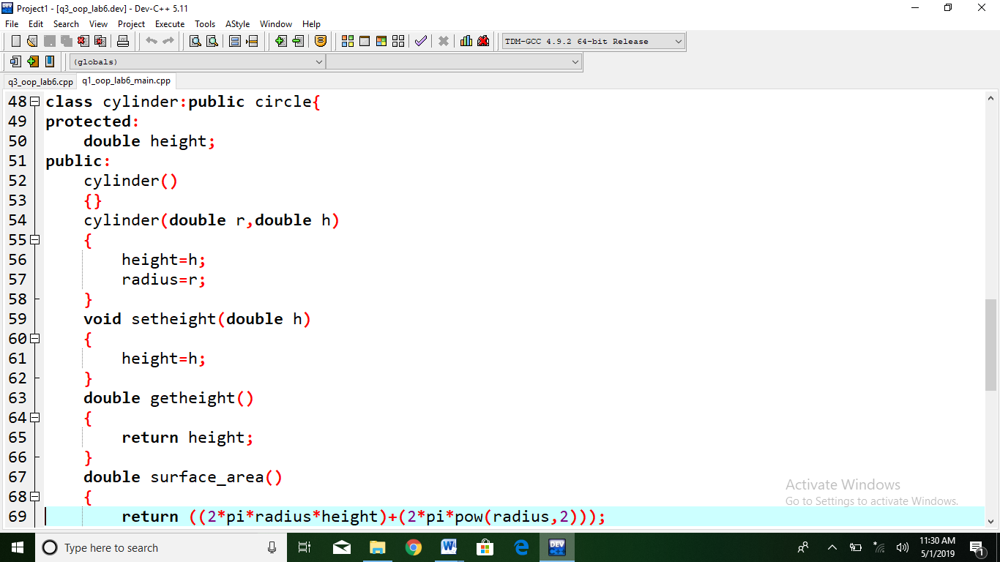 Project1 - [q3_oop_lab6.dev] - Dev-C++ 5.11
File Edit Search View Project Execute Tools AStyle Window Help
TDM-GCC 4.9.2 64-bit Release
(globals)
q3_oop_lab6.cpp q1_oop_lab6_main.cpp
48 class cylinder:public circle{
49 protected:
50 double height;
51 public:
52 cylinder()
53 {}
54 cylinder(double r,double h)
55 {
56 height=h;
57 radius=r;
58 }
59 void setheight(double h)
60 {
61 height=h;
62 }
63 double getheight()
64 {
65 return height;
66 }
67 double surface_area()
68 {
69 return ((2*pi*radius*height)+(2*pi*pow(radius,2)));
Activate Windows
Go to Settings to activate Windows.
Type here to search
DEV
11:30 AM
5/1/2019
1